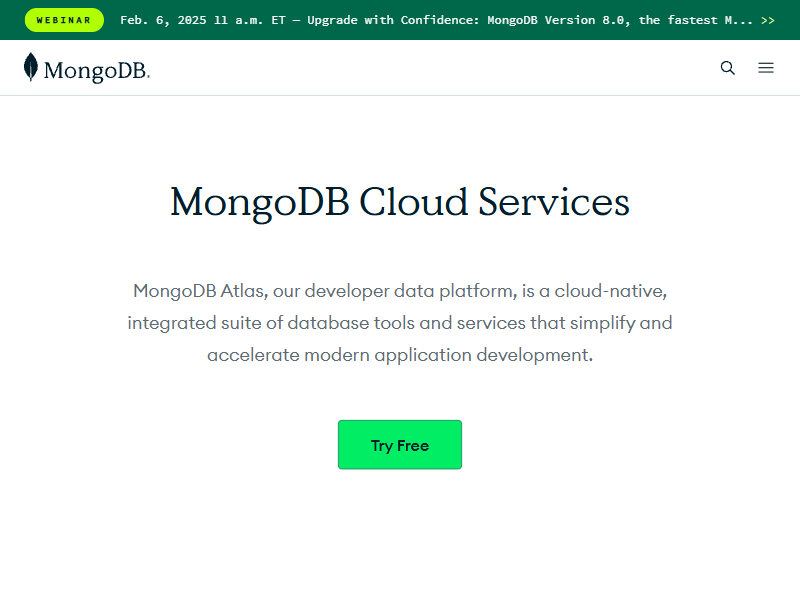 WEBINAR Feb. 6, 2025 11 a.m. ET — Upgrade with Confidence: MongoDB Version 8.0, the fastest M... >>
MongoDB.
MongoDB Cloud Services
MongoDB Atlas, our developer data platform, is a cloud-native,
integrated suite of database tools and services that simplify and
accelerate modern application development.
Try Free